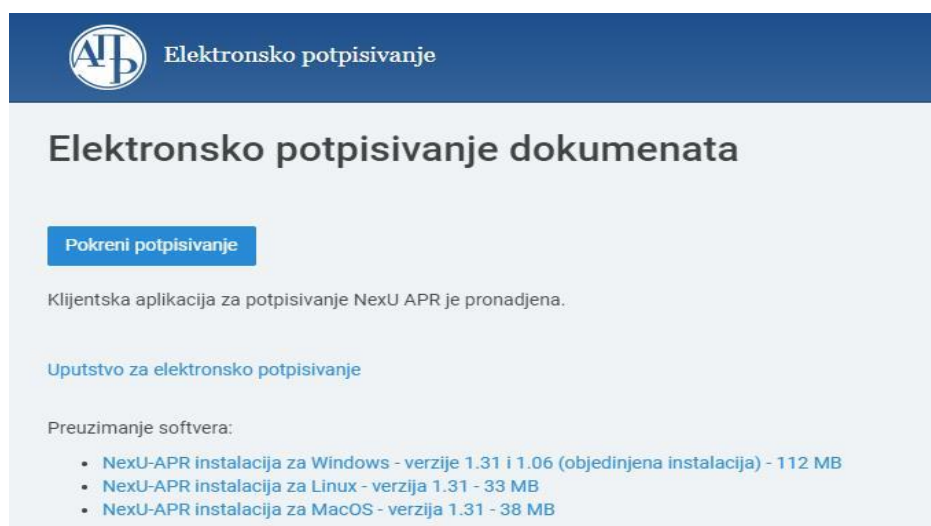 АПР
Elektronsko potpisivanje
Elektronsko potpisivanje dokumenata
Pokreni potpisivanje
Klijentska aplikacija za potpisivanje NexU APR je pronadjena.
Uputstvo za elektronsko potpisivanje
Preuzimanje softvera:
• NexU-APR instalacija za Windows - verzije 1.31 i 1.06 (objedinjena instalacija) - 112 MB
• NexU-APR instalacija za Linux - verzija 1.31 - 33 MB
• NexU-APR instalacija za MacOS - verzija 1.31 - 38 MB